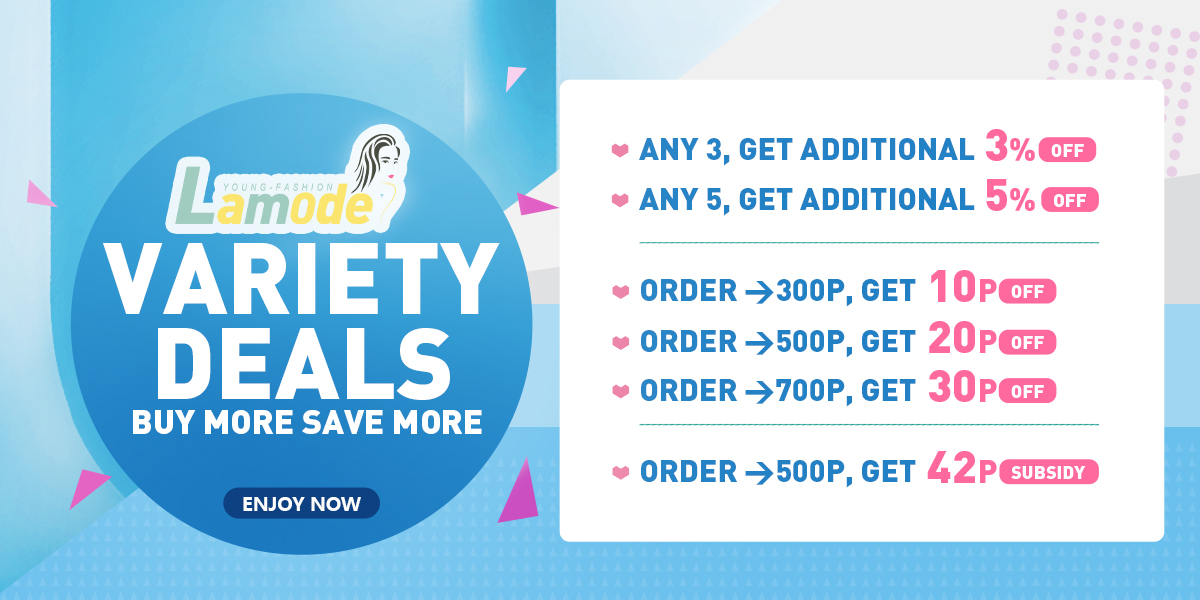 YOUNG-FASHION
Lamode
VARIETY
DEALS
BUY MORE SAVE MORE
ENJOY NOW
ANY 3, GET ADDITIONAL 3% OFF
ANY 5, GET ADDITIONAL 5% OFF
ORDER →300P, GET 10P OFF
ORDER →500P, GET 20P OFF
ORDER →700P, GET 30P OFF
ORDER →500P, GET 42P SUBSIDY